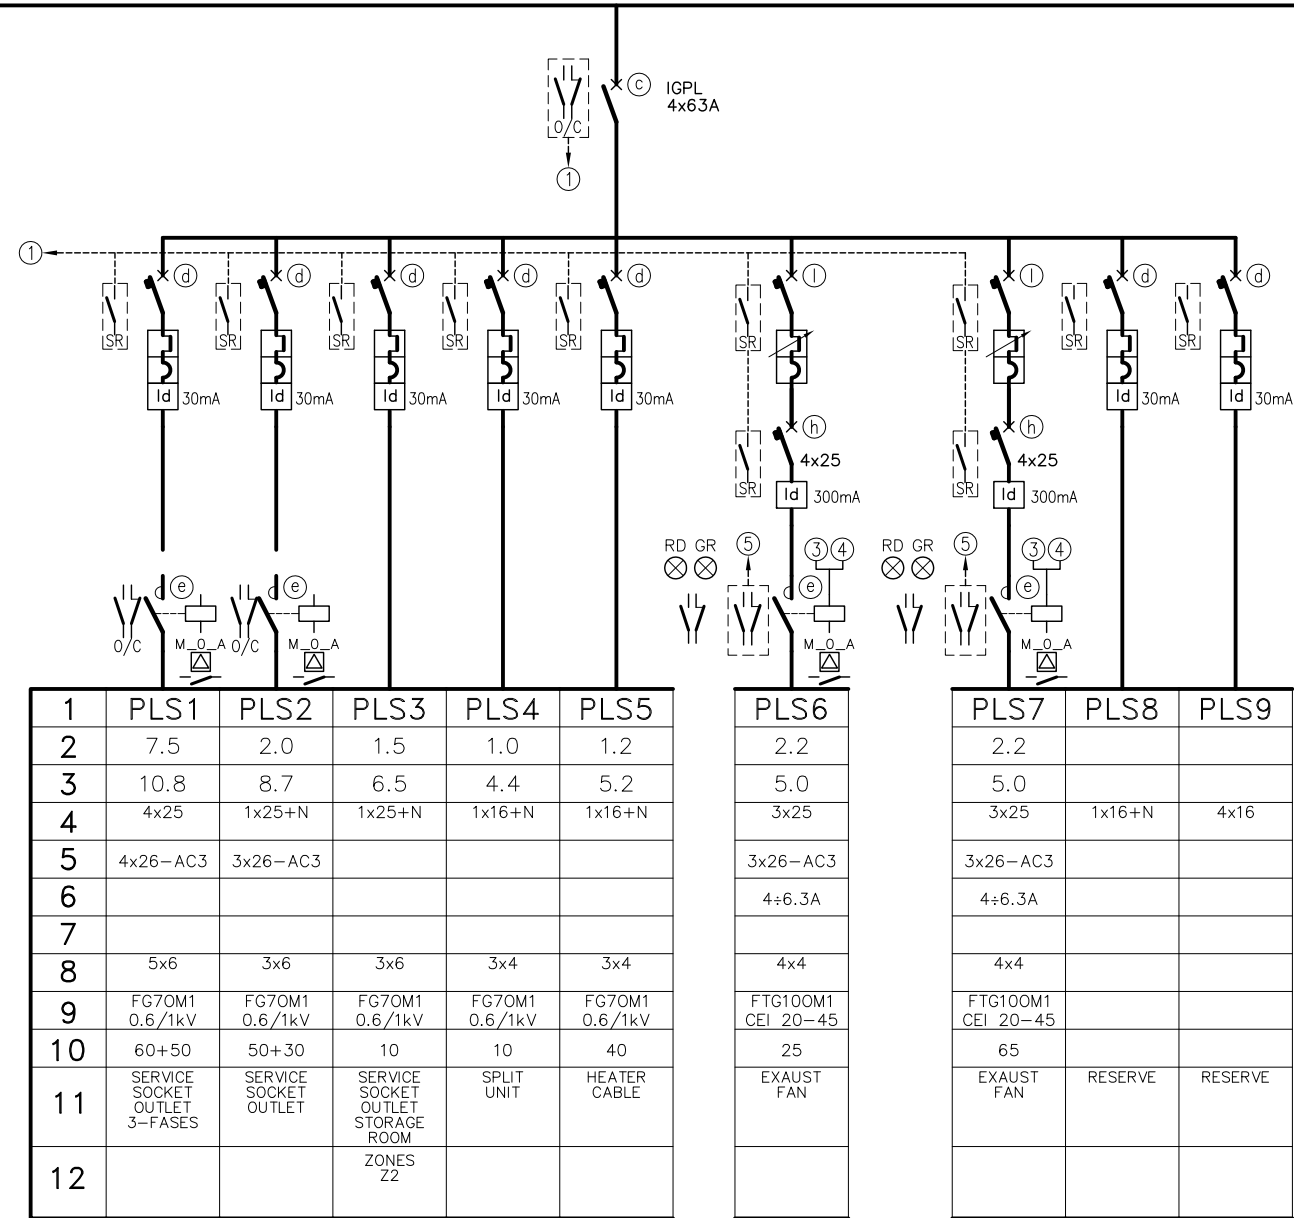 c IGPL
4x63A
O/C
1
1
d d d d d l l d d
SR SR SR SR SR SR SR SR SR
Id 30mA Id 30mA Id 30mA Id 30mA Id 30mA Id 30mA Id 30mA
h h
4x25 4x25
SR Id 300mA SR Id 300mA
RD GR 5 3 4 RD GR 5 3 4
e e e e
O/C M_O_A O/C M_O_A M_O_A M_O_A
1 PLS1 PLS2 PLS3 PLS4 PLS5 PLS6 PLS7 PLS8 PLS9
2 7.5 2.0 1.5 1.0 1.2 2.2 2.2
3 10.8 8.7 6.5 4.4 5.2 5.0 5.0
4 4x25 1x25+N 1x25+N 1x16+N 1x16+N 3x25 3x25 1x16+N 4x16
5 4x26-AC3 3x26-AC3 3x26-AC3 3x26-AC3
6 4÷6.3A 4÷6.3A
7
8 5x6 3x6 3x6 3x4 3x4 4x4 4x4
9 FG7OM1 FG7OM1 FG7OM1 FG7OM1 FG7OM1 FTG10OM1 FTG10OM1
0.6/1kV 0.6/1kV 0.6/1kV 0.6/1kV 0.6/1kV CEI 20-45 CEI 20-45
10 60+50 50+30 10 10 40 25 65
11
SERVICE
SOCKET
OUTLET
3-FASES
SERVICE
SOCKET
OUTLET
SERVICE
SOCKET
OUTLET
STORAGE
ROOM
SPLIT
UNIT
HEATER
CABLE
EXAUST
FAN
EXAUST
FAN
RESERVE
RESERVE
12
ZONES
Z2